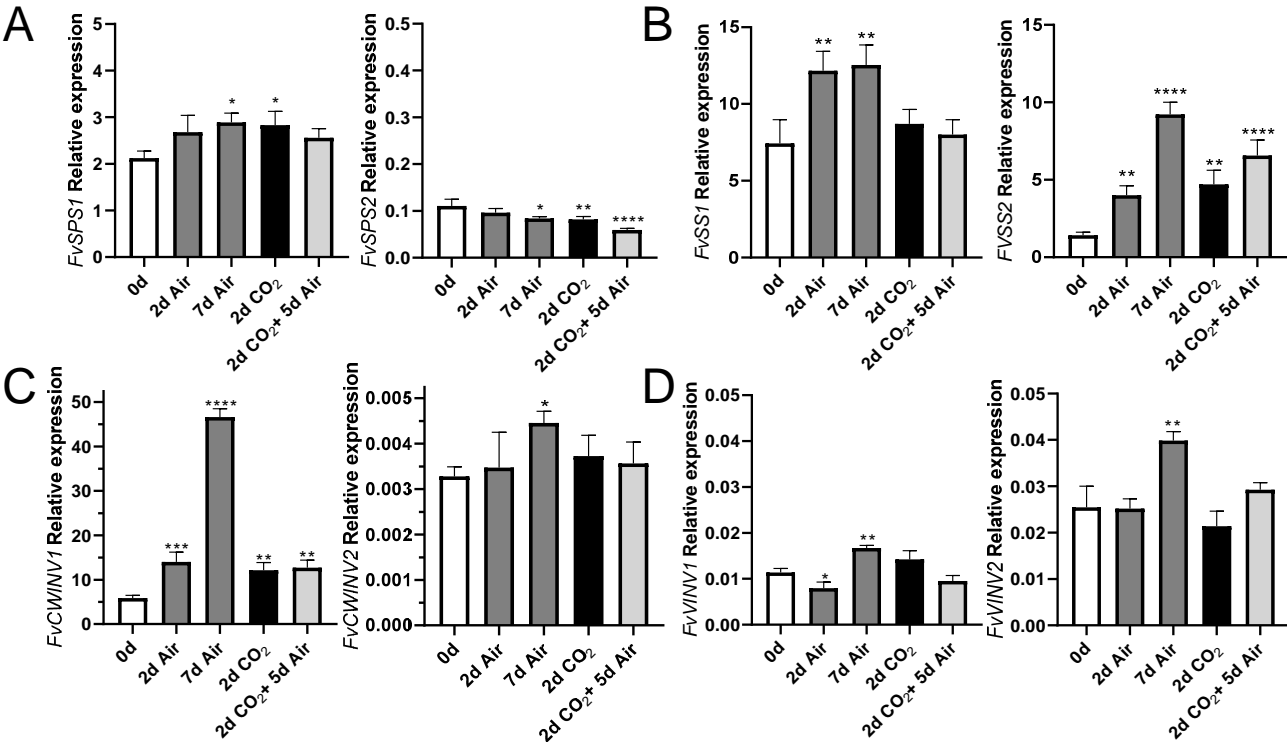 A
FvSPS1 Relative expression
5
4
3
2
1
0
*
*
0d
2d Air
7d Air
2d CO₂
2d CO₂+ 5d Air
FvSPS2 Relative expression
0.5
0.4
0.3
0.2
0.1
0.0
*
**
****
0d
2d Air
7d Air
2d CO₂
2d CO₂+ 5d Air
B
FvSS1 Relative expression
15
10
5
0
**
**
0d
2d Air
7d Air
2d CO₂
2d CO₂+ 5d Air
FVSS2 Relative expression
15
10
5
0
**
****
**
****
0d
2d Air
7d Air
2d CO₂
2d CO₂+ 5d Air
C
FvCWINV1 Relative expression
50
40
30
20
10
0
***
****
**
**
0d
2d Air
7d Air
2d CO₂
2d CO₂+ 5d Air
FvCWINV2 Relative expression
0.005
0.004
0.003
0.002
0.001
0.000
*
0d
2d Air
7d Air
2d CO₂
2d CO₂+ 5d Air
D
FvVINV1 Relative expression
0.05
0.04
0.03
0.02
0.01
0.00
*
**
0d
2d Air
7d Air
2d CO₂
2d CO₂+ 5d Air
FvVINV2 Relative expression
0.05
0.04
0.03
0.02
0.01
0.00
**
0d
2d Air
7d Air
2d CO₂
2d CO₂+ 5d Air